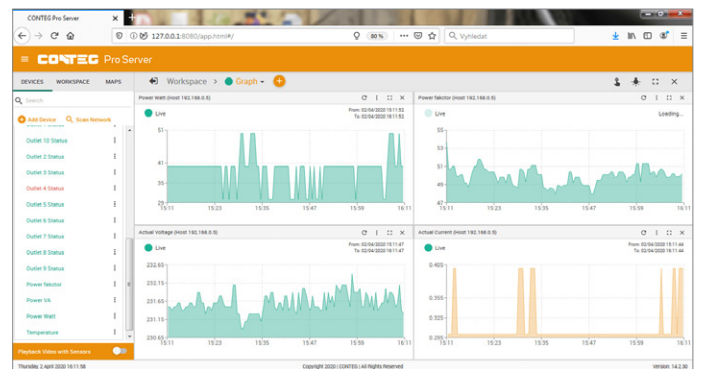 CONTEG Pro Server
127.0.0.1:8080/app.html#/
80 %
Vyhledat
CONTEG Pro Server
DEVICES WORKSPACE MAPS
Workspace > Graph
Search
Add Device Scan Network
Outlet 10 Status
Outlet 2 Status
Outlet 3 Status
Outlet 4 Status
Outlet 5 Status
Outlet 6 Status
Outlet 7 Status
Outlet 8 Status
Outlet 9 Status
Power faktor
Power VA
Power Watt
Temperature
Playback Video with Sensors
Power Watt (Host 192.168.0.5)
Live
From: 02/04/2020 15:11:52
To: 02/04/2020 16:11:52
51
41
35
29
15:11 15:23 15:35 15:47 15:59 16:11
Power faktor (Host 192.168.0.5)
Live
Loading...
55
53
51
49
47
15:11 15:23 15:35 15:47 15:59 16:11
Actual Voltage (Host 192.168.0.5)
Live
From: 02/04/2020 15:11:47
To: 02/04/2020 16:11:47
232.65
232.15
231.65
231.15
230.65
15:11 15:23 15:35 15:47 15:59 16:11
Actual Current (Host 192.168.0.5)
Live
From: 02/04/2020 15:11:44
To: 02/04/2020 16:11:44
0.355
0.325
0.295
15:11 15:23 15:35 15:47 15:59 16:11
Thursday, 2 April 2020 16:11:58
Copyright 2020 | CONTEG | All Rights Reserved
Version: 14.2.30